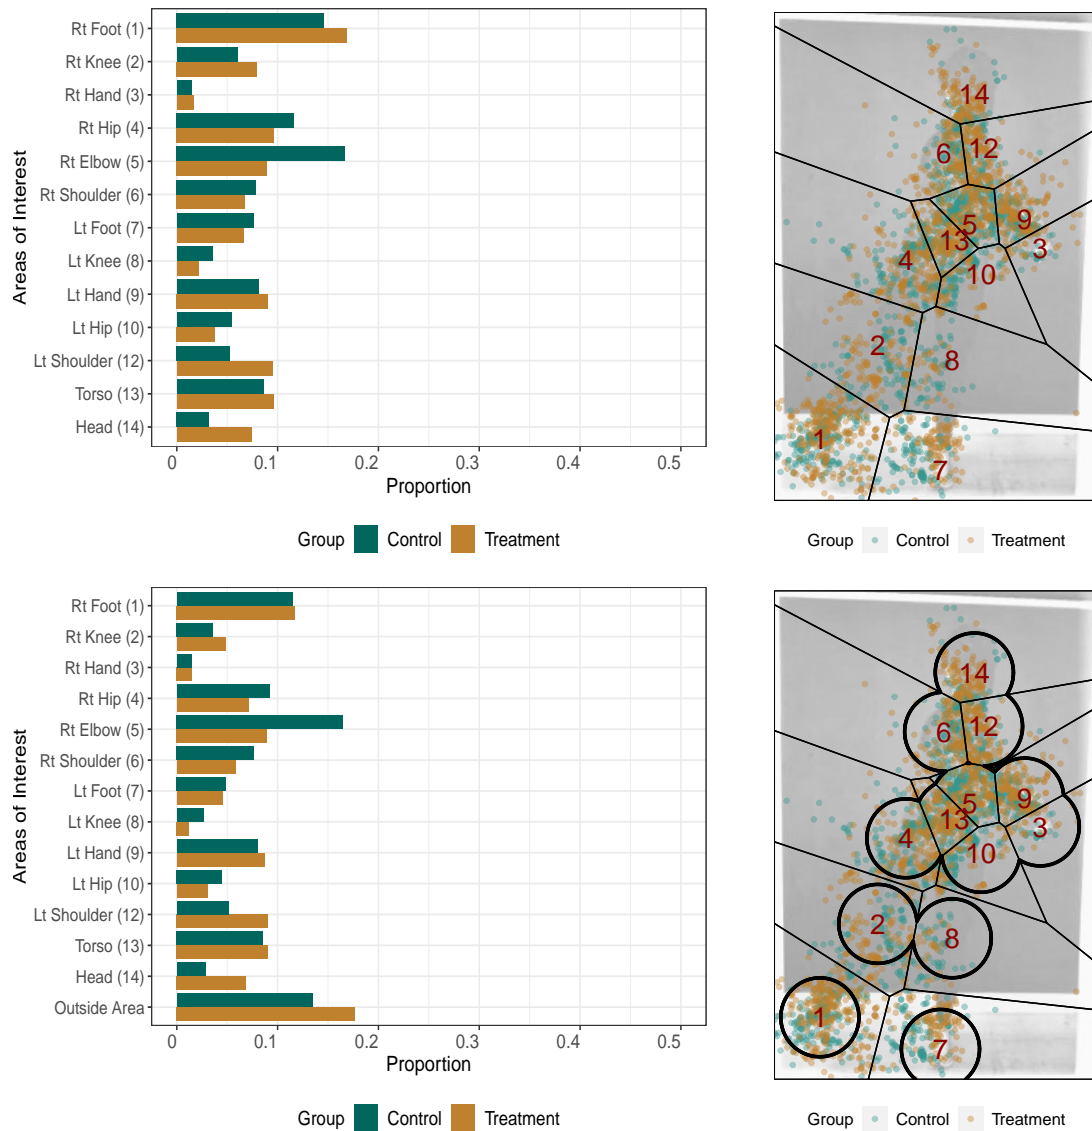 Areas of Interest
Rt Foot (1)
Rt Knee (2)
Rt Hand (3)
Rt Hip (4)
Rt Elbow (5)
Rt Shoulder (6)
Lt Foot (7)
Lt Knee (8)
Lt Hand (9)
Lt Hip (10)
Lt Shoulder (12)
Torso (13)
Head (14)
0 0.1 0.2 0.3 0.4 0.5
Proportion
Group Control Treatment
14
6 12
5 9
13 3
4 10
2 8
1
7
Group Control Treatment
Areas of Interest
Rt Foot (1)
Rt Knee (2)
Rt Hand (3)
Rt Hip (4)
Rt Elbow (5)
Rt Shoulder (6)
Lt Foot (7)
Lt Knee (8)
Lt Hand (9)
Lt Hip (10)
Lt Shoulder (12)
Torso (13)
Head (14)
Outside Area
0 0.1 0.2 0.3 0.4 0.5
Proportion
Group Control Treatment
14
6 12
5 9
13 3
4 10
2 8
1
7
Group Control Treatment